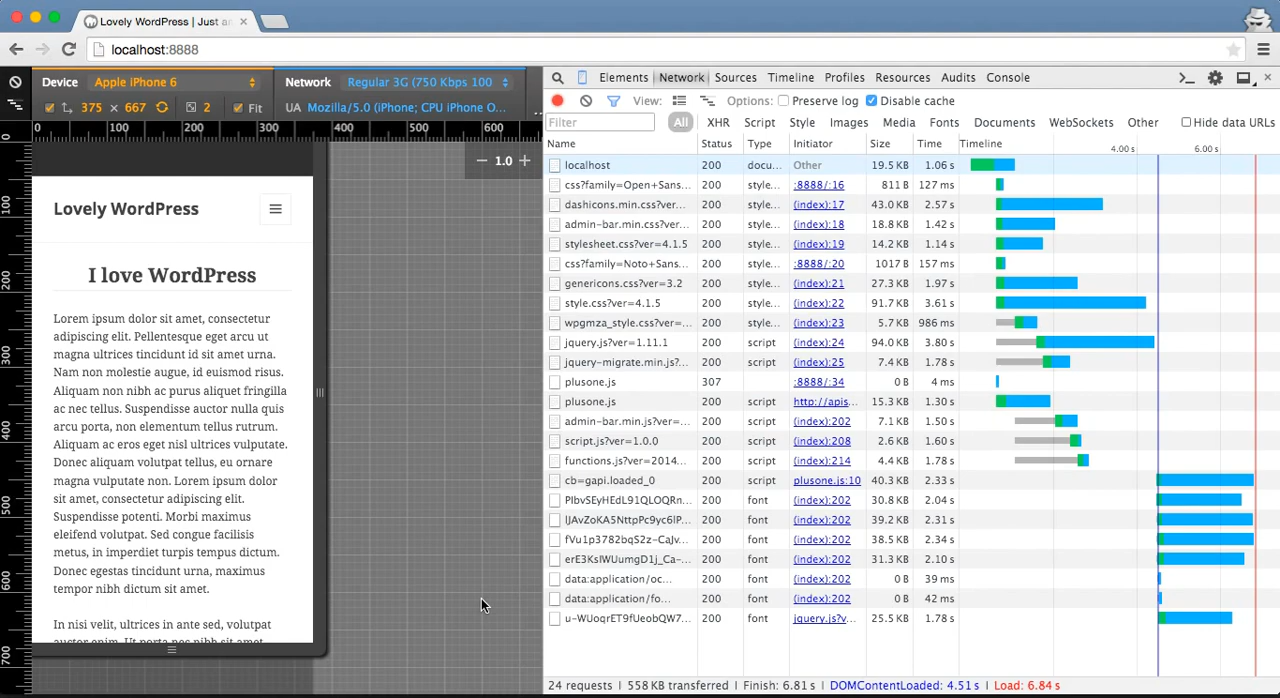 Lovely WordPress | Just a
localhost:8888
Device Apple iPhone 6 Network Regular 3G (750 Kbps 100
375 × 667 2 Fit UA Mozilla/5.0 (iPhone; CPU iPhone O...
Elements Network Sources Timeline Profiles Resources Audits Console
View: Options: Preserve log Disable cache
Filter All XHR Script Style Images Media Fonts Documents WebSockets Other Hide data URLs
0 100 200 300 400 500 600
− 1.0 +
0
100
200
300
400
500
600
700
Lovely WordPress
I love WordPress
Lorem ipsum dolor sit amet, consectetur
adipiscing elit. Pellentesque eget arcu ut
magna ultrices tincidunt id sit amet urna.
Nam non molestie augue, id euismod risus.
Aliquam non nibh ac purus aliquet fringilla
ac nec tellus. Suspendisse auctor nulla quis
arcu porta, non elementum tellus rutrum.
Aliquam ac eros eget nisl ultrices vulputate.
Donec aliquam volutpat tellus, eu ornare
magna vulputate non. Lorem ipsum dolor
sit amet, consectetur adipiscing elit.
Suspendisse potenti. Morbi maximus
eleifend volutpat. Sed congue facilisis
metus, in imperdiet turpis tempus dictum.
Donec egestas tincidunt urna, maximus
tempor nibh dictum sit amet.
In nisi velit, ultrices in ante sed, volutpat
auctor enim. Ut porta nec nibh sit amet
Name Status Type Initiator Size Time Timeline 4.00 s 6.00 s
localhost 200 docu... Other 19.5 KB 1.06 s
css?family=Open+Sans... 200 style... :8888/:16 811 B 127 ms
dashicons.min.css?ver... 200 style... (index):17 43.0 KB 2.57 s
admin-bar.min.css?ver... 200 style... (index):18 18.8 KB 1.42 s
stylesheet.css?ver=4.1.5 200 style... (index):19 14.2 KB 1.14 s
css?family=Noto+Sans... 200 style... :8888/:20 1017 B 157 ms
genericons.css?ver=3.2 200 style... (index):21 27.3 KB 1.97 s
style.css?ver=4.1.5 200 style... (index):22 91.7 KB 3.61 s
wpgmza_style.css?ver=... 200 style... (index):23 5.7 KB 986 ms
jquery.js?ver=1.11.1 200 script (index):24 94.0 KB 3.80 s
jquery-migrate.min.js?... 200 script (index):25 7.4 KB 1.78 s
plusone.js 307 :8888/:34 0 B 4 ms
plusone.js 200 script http://apis... 15.3 KB 1.30 s
admin-bar.min.js?ver=... 200 script (index):202 7.1 KB 1.50 s
script.js?ver=1.0.0 200 script (index):208 2.6 KB 1.60 s
functions.js?ver=2014... 200 script (index):214 4.4 KB 1.78 s
cb=gapi.loaded_0 200 script plusone.js:10 40.3 KB 2.33 s
200 font (index):202 30.8 KB 2.04 s
200 font (index):202 39.2 KB 2.31 s
200 font (index):202 38.5 KB 2.34 s
200 font (index):202 31.3 KB 2.10 s
data:application/oc... 200 font (index):202 0 B 39 ms
data:application/fo... 200 font (index):202 0 B 42 ms
200 font jquery.js?v... 25.5 KB 1.78 s
24 requests | 558 KB transferred | Finish: 6.81 s | DOMContentLoaded: 4.51 s | Load: 6.84 s